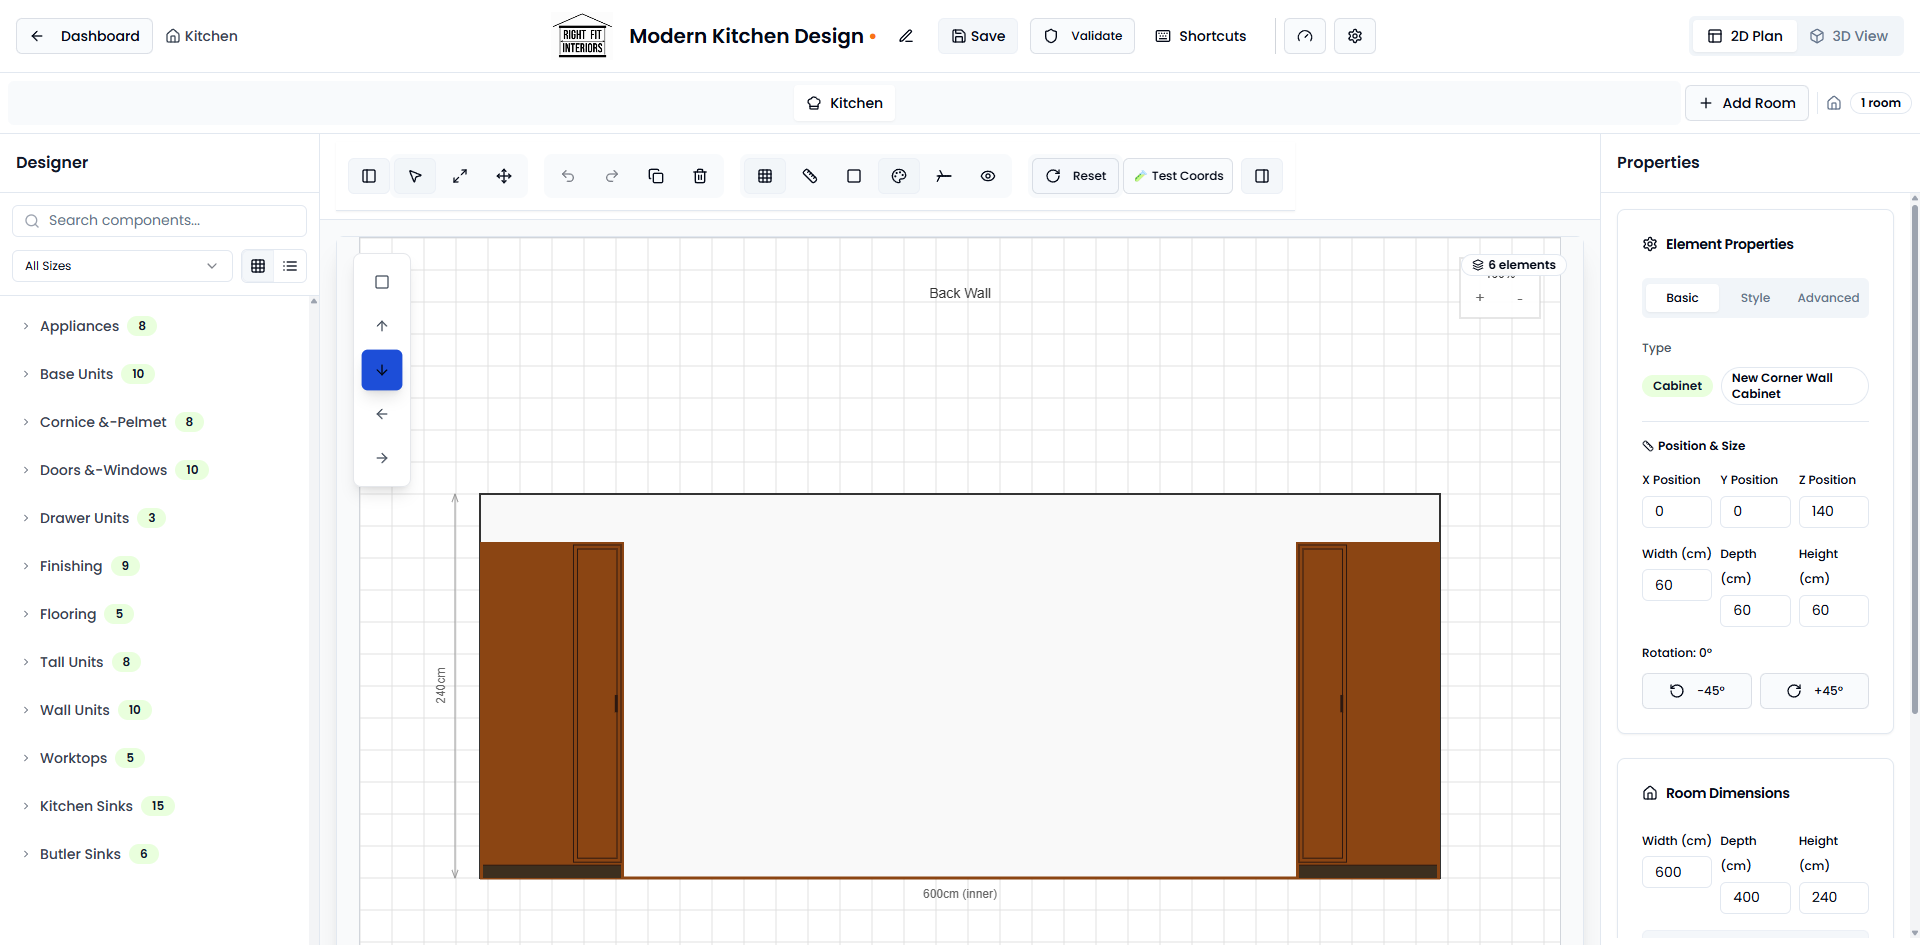 Dashboard
Kitchen
RIGHT FIT
INTERIORS
Modern Kitchen Design
Save
Validate
Shortcuts
2D Plan
3D View
Kitchen
Add Room
1 room
Designer
Search components...
All Sizes
Appliances 8
Base Units 10
Cornice &-Pelmet 8
Doors &-Windows 10
Drawer Units 3
Finishing 9
Flooring 5
Tall Units 8
Wall Units 10
Worktops 5
Kitchen Sinks 15
Butler Sinks 6
Reset
Test Coords
Back Wall
6 elements
+ -
240cm
600cm (inner)
Properties
Element Properties
Basic Style Advanced
Type
Cabinet
New Corner Wall
Cabinet
Position & Size
X Position Y Position Z Position
0 0 140
Width (cm) Depth Height
(cm) (cm)
60
60 60
Rotation: 0°
-45° +45°
Room Dimensions
Width (cm) Depth Height
(cm) (cm)
600
400 240